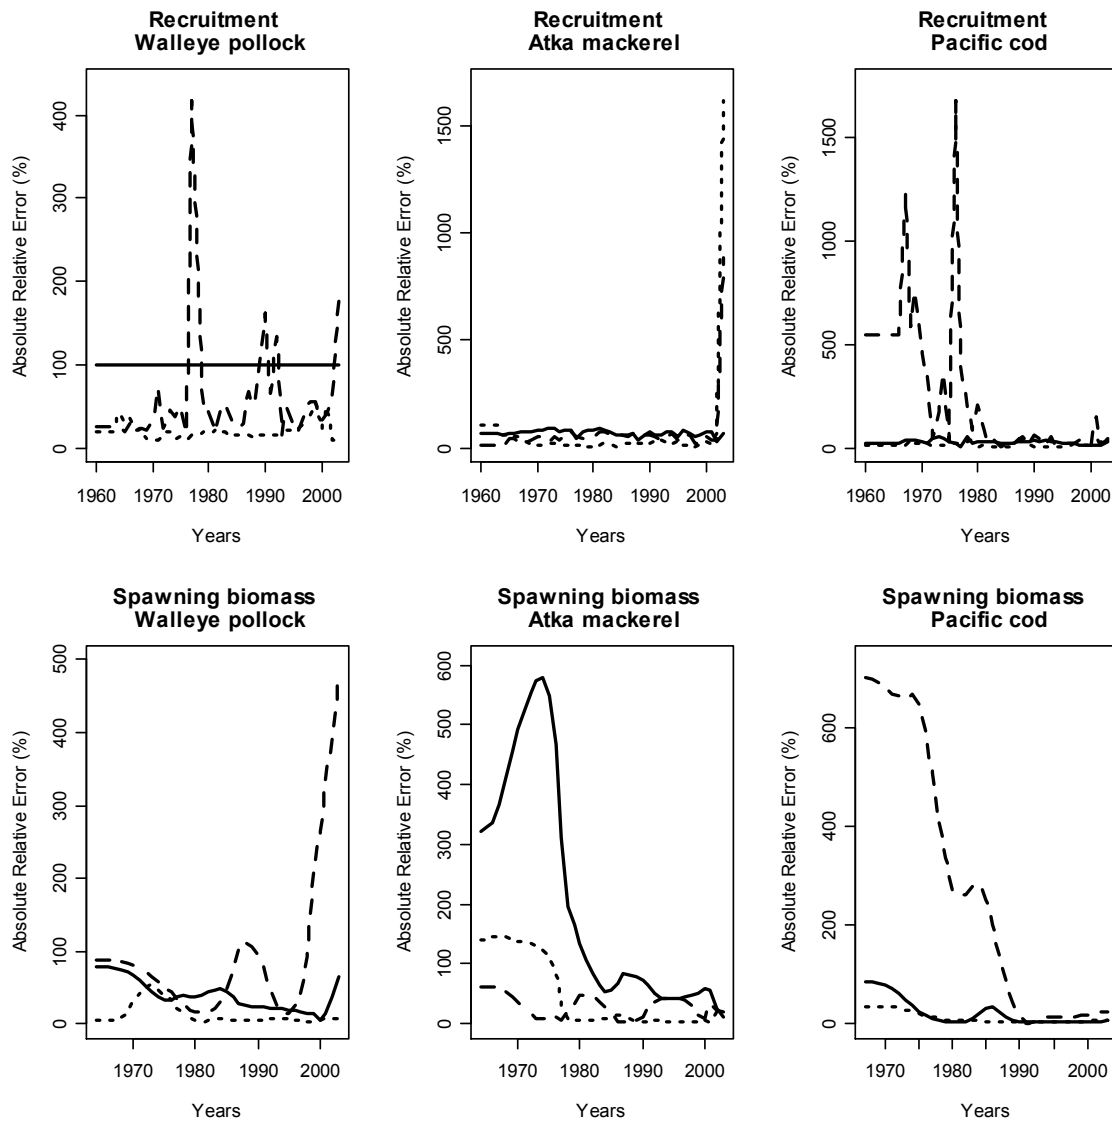 Recruitment
Walleye pollock
Recruitment
Atka mackerel
Recruitment
Pacific cod
Absolute Relative Error (%)
0 100 200 300 400
1960 1970 1980 1990 2000
Years
Absolute Relative Error (%)
0 500 1000 1500
1960 1970 1980 1990 2000
Years
Absolute Relative Error (%)
0 500 1000 1500
1960 1970 1980 1990 2000
Years
Spawning biomass
Walleye pollock
Spawning biomass
Atka mackerel
Spawning biomass
Pacific cod
Absolute Relative Error (%)
0 100 200 300 400 500
1970 1980 1990 2000
Years
Absolute Relative Error (%)
0 100 200 300 400 500 600
1970 1980 1990 2000
Years
Absolute Relative Error (%)
0 200 400 600
1970 1980 1990 2000
Years